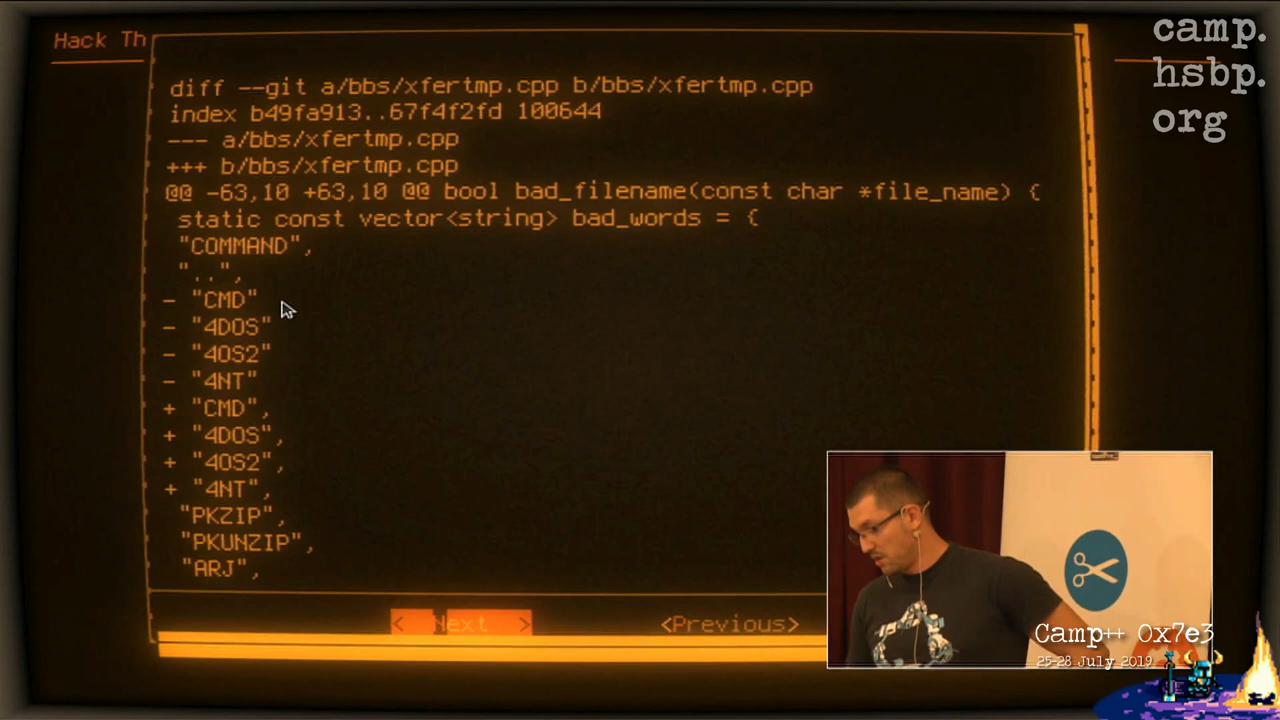 Hack Th
diff --git a/bbs/xfertmp.cpp b/bbs/xfertmp.cpp
index b49fa913..67f4f2fd 100644
--- a/bbs/xfertmp.cpp
+++ b/bbs/xfertmp.cpp
@@ -63,10 +63,10 @@ bool bad_filename(const char *file_name) {
static const vector<string> bad_words = {
"COMMAND",
"..",
- "CMD"
- "4DOS"
- "4OS2"
- "4NT"
+ "CMD",
+ "4DOS",
+ "4OS2",
+ "4NT",
"PKZIP",
"PKUNZIP",
"ARJ",
< Next >
<Previous>
camp.
hsbp.
org
Camp++ 0x7e3
25-28 July 2019